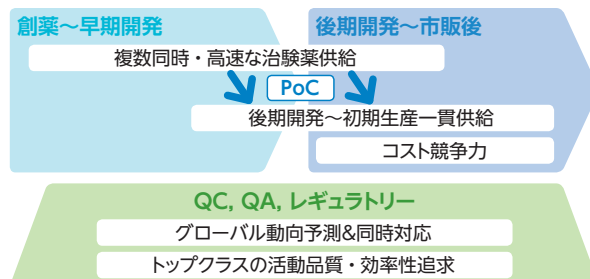 創薬～早期開発
後期開発～市販後
複数同時・高速な治験薬供給
PoC
後期開発～初期生産一貫供給
コスト競争力
QC, QA, レギュラトリー
グローバル動向予測&同時対応
トップクラスの活動品質・効率性追求